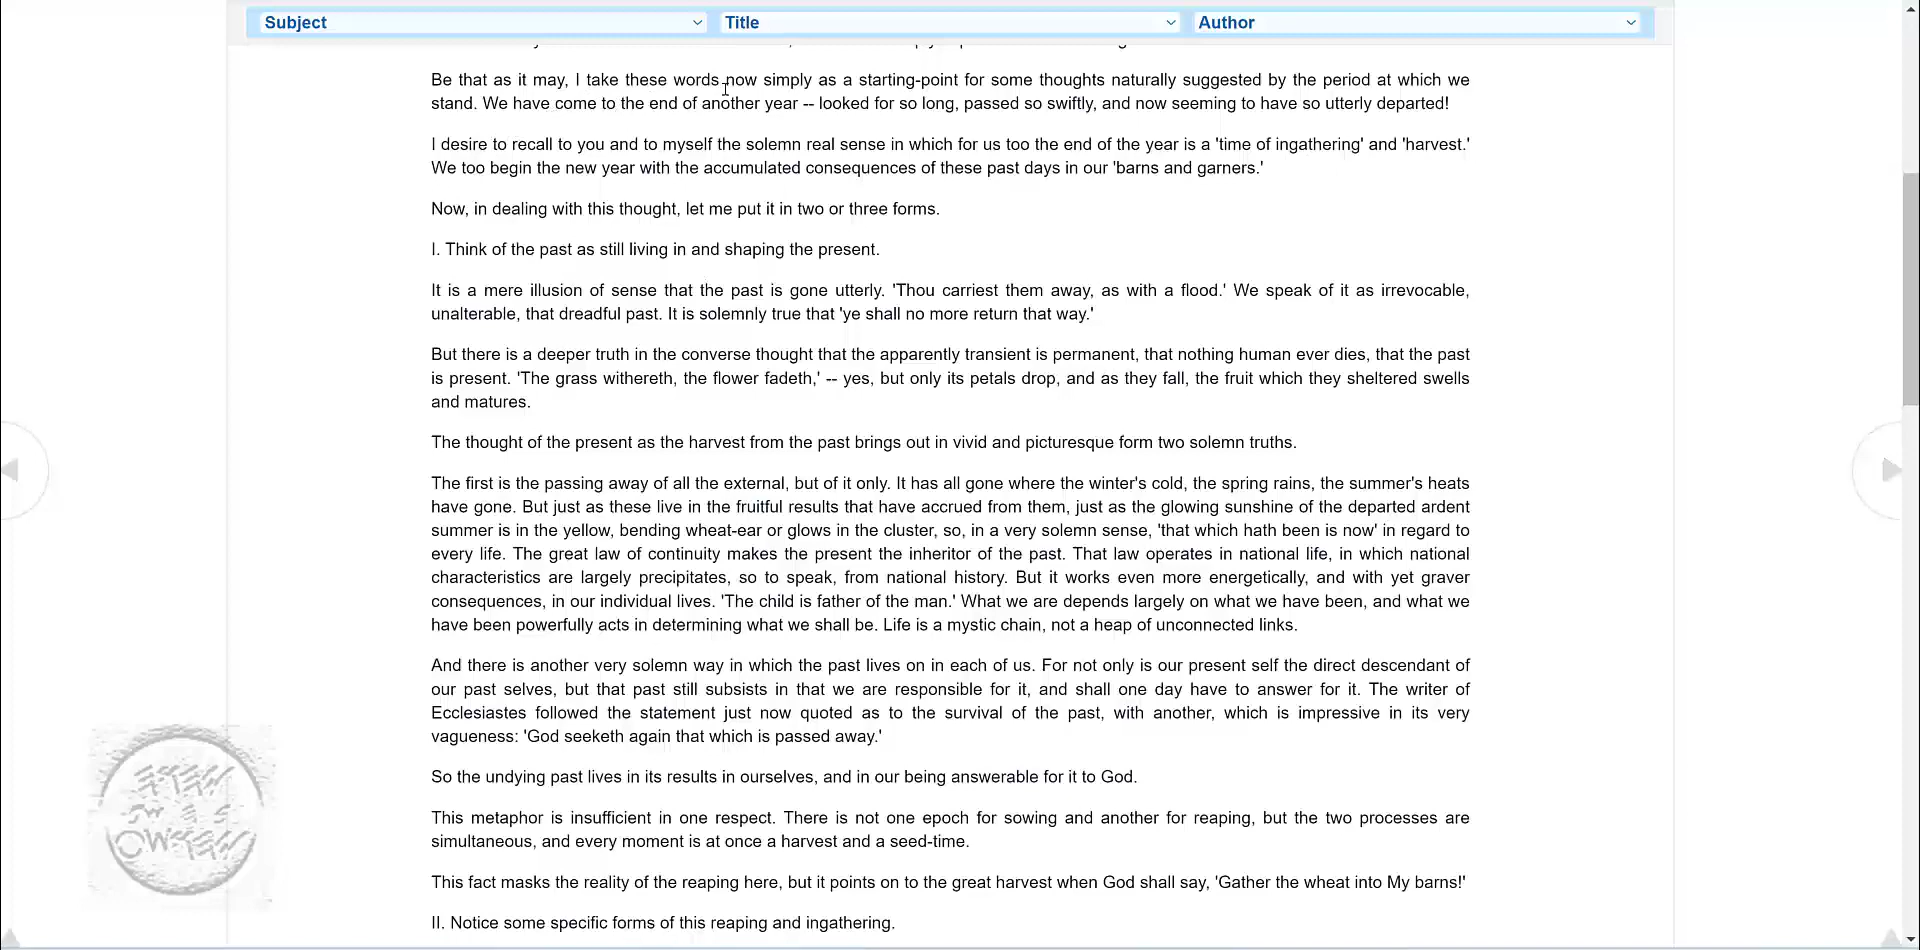 Subject
Title
Author
Be that as it may, I take these words now simply as a starting-point for some thoughts naturally suggested by the period at which we
stand. We have come to the end of another year -- looked for so long, passed so swiftly, and now seeming to have so utterly departed!
I desire to recall to you and to myself the solemn real sense in which for us too the end of the year is a 'time of ingathering' and 'harvest.'
We too begin the new year with the accumulated consequences of these past days in our 'barns and garners.'
Now, in dealing with this thought, let me put it in two or three forms.
I. Think of the past as still living in and shaping the present.
It is a mere illusion of sense that the past is gone utterly. 'Thou carriest them away, as with a flood.' We speak of it as irrevocable,
unalterable, that dreadful past. It is solemnly true that 'ye shall no more return that way.'
But there is a deeper truth in the converse thought that the apparently transient is permanent, that nothing human ever dies, that the past
is present. 'The grass withereth, the flower fadeth,' -- yes, but only its petals drop, and as they fall, the fruit which they sheltered swells
and matures.
The thought of the present as the harvest from the past brings out in vivid and picturesque form two solemn truths.
The first is the passing away of all the external, but of it only. It has all gone where the winter's cold, the spring rains, the summer's heats
have gone. But just as these live in the fruitful results that have accrued from them, just as the glowing sunshine of the departed ardent
summer is in the yellow, bending wheat-ear or glows in the cluster, so, in a very solemn sense, 'that which hath been is now' in regard to
every life. The great law of continuity makes the present the inheritor of the past. That law operates in national life, in which national
characteristics are largely precipitates, so to speak, from national history. But it works even more energetically, and with yet graver
consequences, in our individual lives. 'The child is father of the man.' What we are depends largely on what we have been, and what we
have been powerfully acts in determining what we shall be. Life is a mystic chain, not a heap of unconnected links.
And there is another very solemn way in which the past lives on in each of us. For not only is our present self the direct descendant of
our past selves, but that past still subsists in that we are responsible for it, and shall one day have to answer for it. The writer of
Ecclesiastes followed the statement just now quoted as to the survival of the past, with another, which is impressive in its very
vagueness: 'God seeketh again that which is passed away.'
So the undying past lives in its results in ourselves, and in our being answerable for it to God.
This metaphor is insufficient in one respect. There is not one epoch for sowing and another for reaping, but the two processes are
simultaneous, and every moment is at once a harvest and a seed-time.
This fact masks the reality of the reaping here, but it points on to the great harvest when God shall say, 'Gather the wheat into My barns!'
II. Notice some specific forms of this reaping and ingathering.